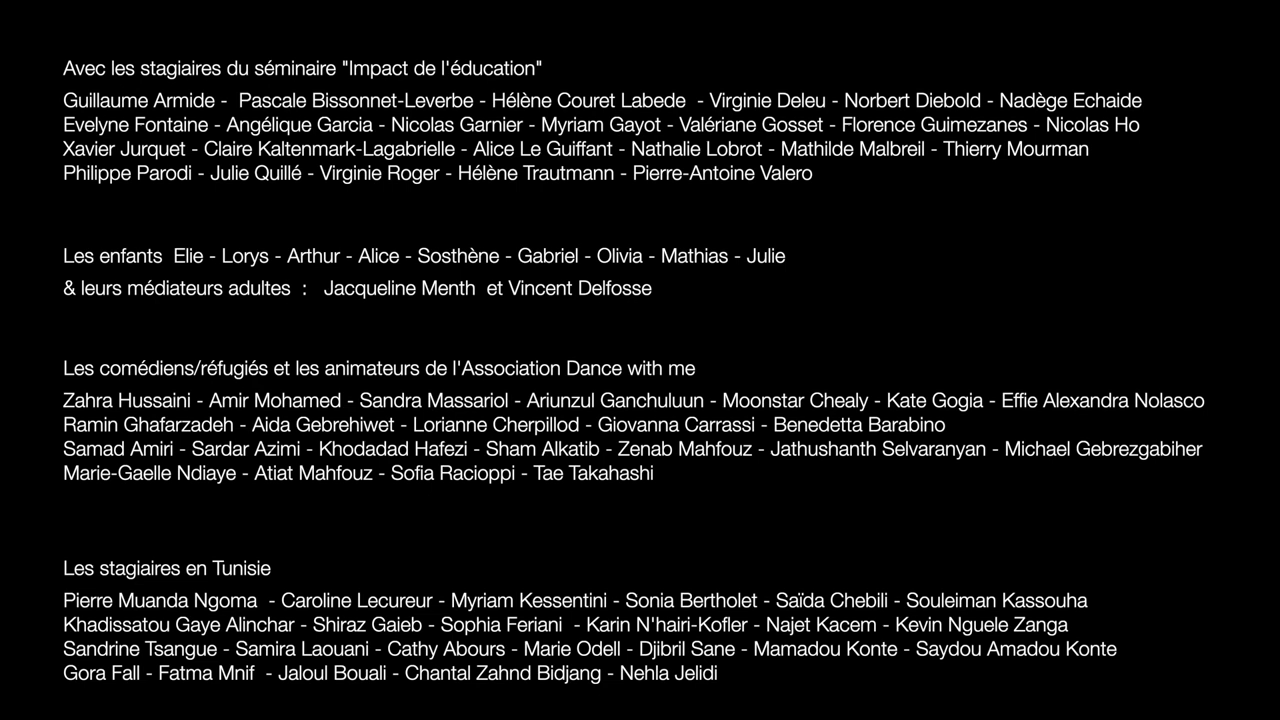 Avec les stagiaires du séminaire "Impact de l'éducation"
Guillaume Armide -  Pascale Bissonnet-Leverbe - Hélène Couret Labede  - Virginie Deleu - Norbert Diebold - Nadège Echaide
Evelyne Fontaine - Angélique Garcia - Nicolas Garnier - Myriam Gayot - Valériane Gosset - Florence Guimezanes - Nicolas Ho
Xavier Jurquet - Claire Kaltenmark-Lagabrielle - Alice Le Guiffant - Nathalie Lobrot - Mathilde Malbreil - Thierry Mourman
Philippe Parodi - Julie Quillé - Virginie Roger - Hélène Trautmann - Pierre-Antoine Valero
Les enfants  Elie - Lorys - Arthur - Alice - Sosthène - Gabriel - Olivia - Mathias - Julie
& leurs médiateurs adultes  :   Jacqueline Menth  et Vincent Delfosse
Les comédiens/réfugiés et les animateurs de l'Association Dance with me
Zahra Hussaini - Amir Mohamed - Sandra Massariol - Ariunzul Ganchuluun - Moonstar Chealy - Kate Gogia - Effie Alexandra Nolasco
Ramin Ghafarzadeh - Aida Gebrehiwet - Lorianne Cherpillod - Giovanna Carrassi - Benedetta Barabino
Samad Amiri - Sardar Azimi - Khodadad Hafezi - Sham Alkatib - Zenab Mahfouz - Jathushanth Selvaranyan - Michael Gebrezgabiher
Marie-Gaelle Ndiaye - Atiat Mahfouz - Sofia Racioppi - Tae Takahashi
Les stagiaires en Tunisie
Pierre Muanda Ngoma  - Caroline Lecureur - Myriam Kessentini - Sonia Bertholet - Saïda Chebili - Souleiman Kassouha
Khadissatou Gaye Alinchar - Shiraz Gaieb - Sophia Feriani  - Karin N'hairi-Kofler - Najet Kacem - Kevin Nguele Zanga
Sandrine Tsangue - Samira Laouani - Cathy Abours - Marie Odell - Djibril Sane - Mamadou Konte - Saydou Amadou Konte
Gora Fall - Fatma Mnif  - Jaloul Bouali - Chantal Zahnd Bidjang - Nehla Jelidi